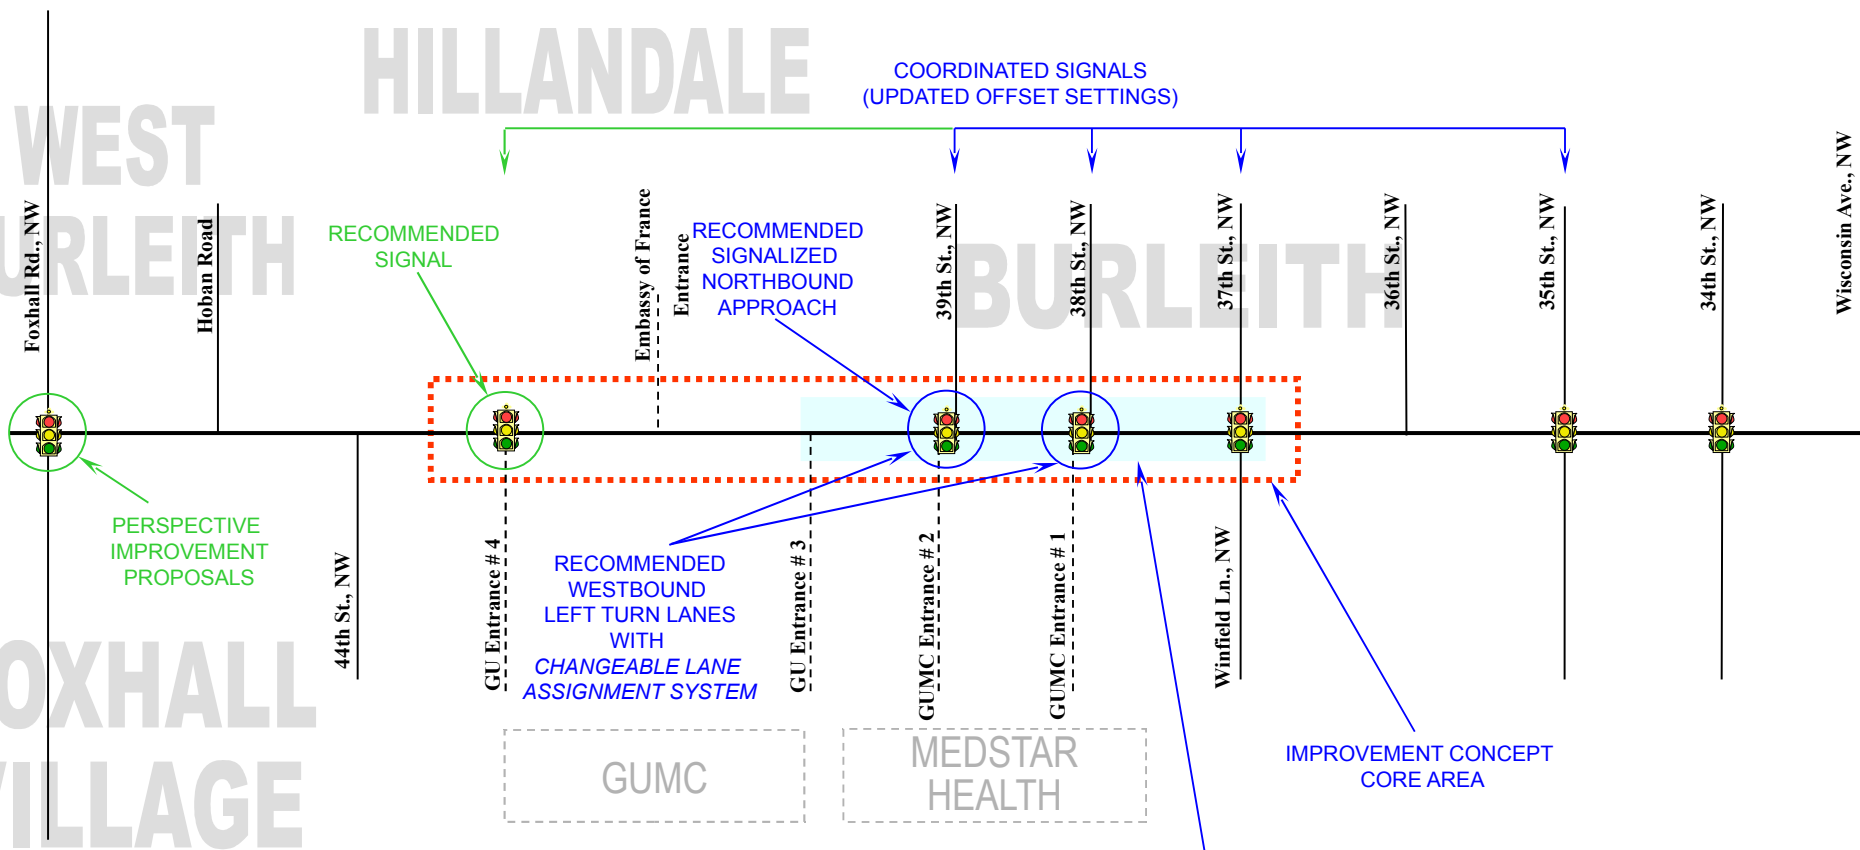 HILLANDALE
COORDINATED SIGNALS
(UPDATED OFFSET SETTINGS)
WEST
URLEITH
Foxhall Rd., NW
Hoban Road
RECOMMENDED
SIGNAL
Embassy of France
Entrance
RECOMMENDED
SIGNALIZED
NORTHBOUND
APPROACH
39th St., NW
BURLEITH
38th St., NW
37th St., NW
36th St., NW
35th St., NW
34th St., NW
Wisconsin Ave., NW
PERSPECTIVE
IMPROVEMENT
PROPOSALS
44th St., NW
GU Entrance # 4
RECOMMENDED
WESTBOUND
LEFT TURN LANES
WITH
CHANGEABLE LANE
ASSIGNMENT SYSTEM
GU Entrance # 3
GUMC Entrance # 2
GUMC Entrance # 1
Winfield Ln., NW
OXHALL
VILLAGE
GUMC
MEDSTAR
HEALTH
IMPROVEMENT CONCEPT
CORE AREA